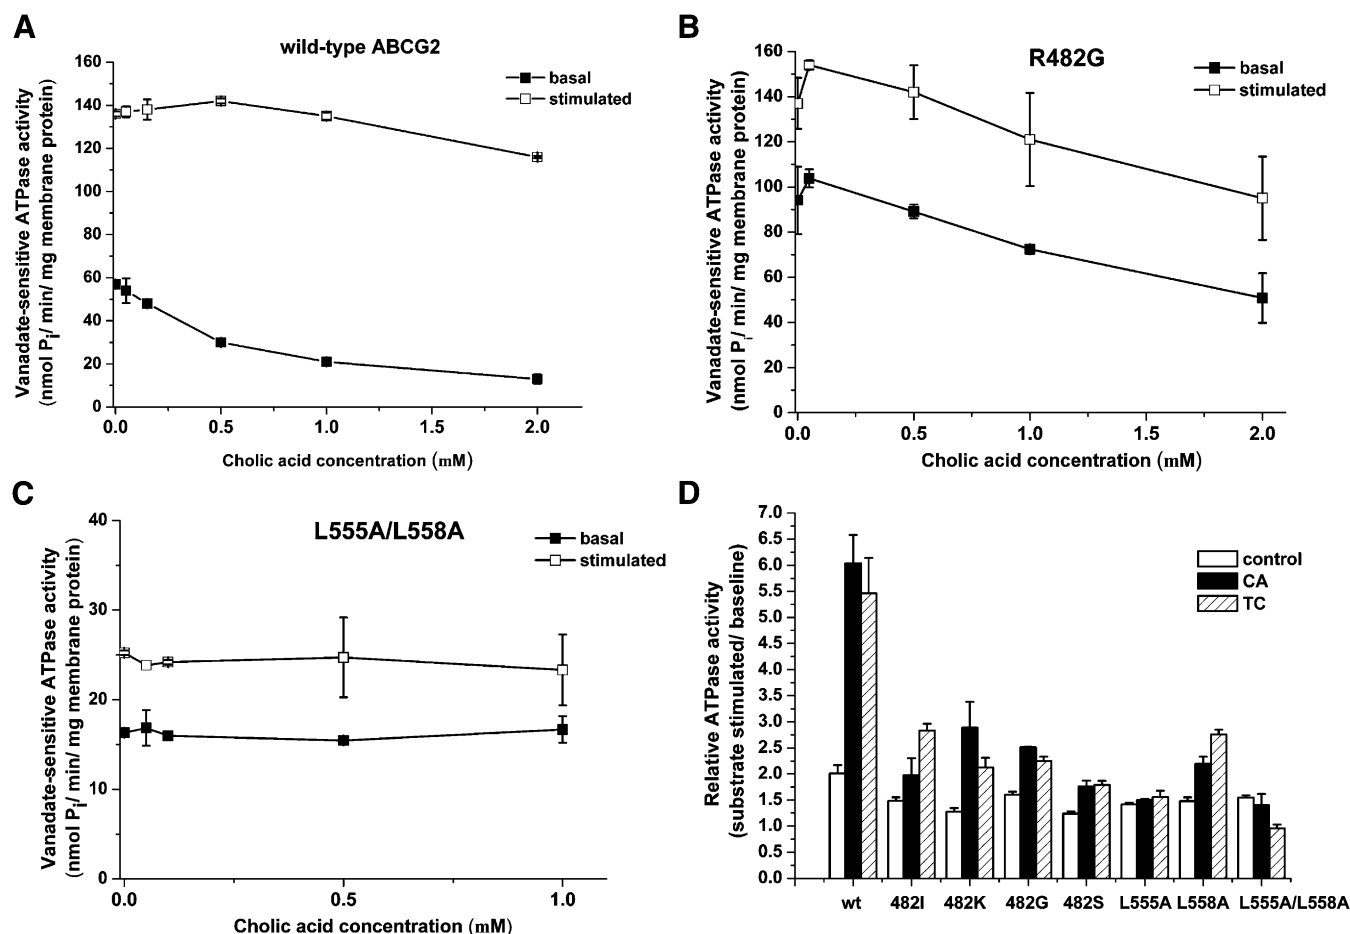 A
wild-type ABCG2
basal
stimulated
Vanadate-sensitive ATPase activity
(nmol Pi/ min/ mg membrane protein)
160
140
120
100
80
60
40
20
0
0.0 0.5 1.0 1.5 2.0
Cholic acid concentration (mM)
B
R482G
basal
stimulated
Vanadate-sensitive ATPase activity
(nmol Pi/ min/ mg membrane protein)
160
140
120
100
80
60
40
20
0
0.0 0.5 1.0 1.5 2.0
Cholic acid concentration (mM)
C
L555A/L558A
basal
stimulated
Vanadate-sensitive ATPase activity
(nmol Pi/ min/ mg membrane protein)
40
30
20
10
0
0.0 0.5 1.0
Cholic acid concentration (mM)
D
control
CA
TC
Relative ATPase activity
(substrate stimulated/ baseline)
7.0
6.5
6.0
5.5
5.0
4.5
4.0
3.5
3.0
2.5
2.0
1.5
1.0
0.5
0.0
wt 482I 482K 482G 482S L555A L558A L555A/L558A